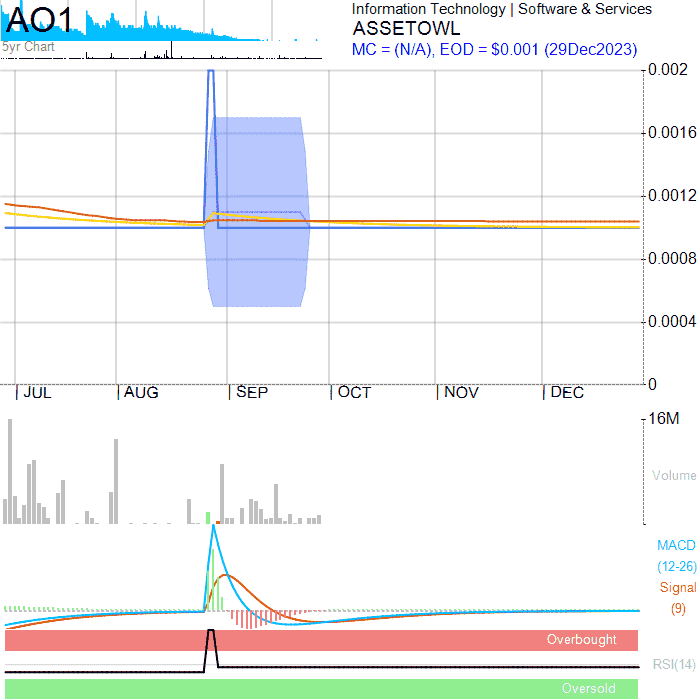 AO1
5yr Chart
Information Technology | Software & Services
ASSETOWL
MC = (N/A), EOD = $0.001 (29Dec2023)
0.002
0.0016
0.0012
0.0008
0.0004
0
JUL AUG SEP OCT NOV DEC
16M
Volume
MACD
(12-26)
Signal
(9)
Overbought
RSI(14)
Oversold